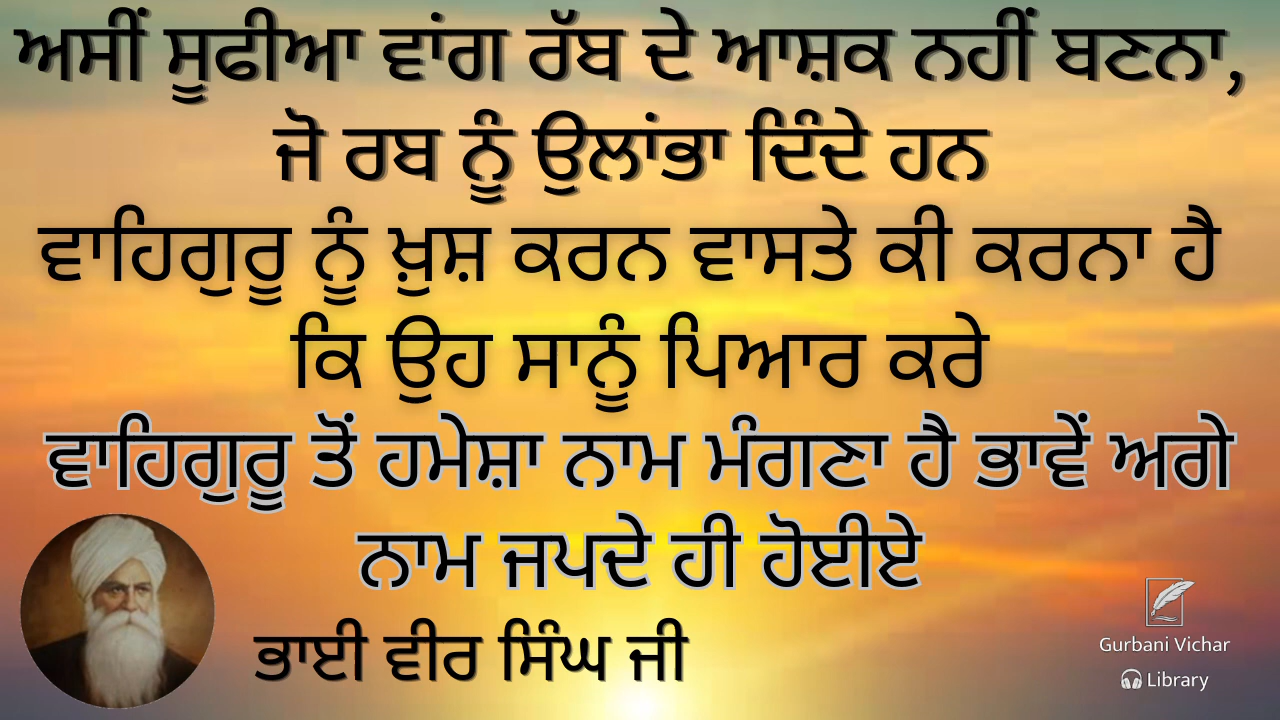 ਅਸੀਂ ਸੂਫੀਆ ਵਾਂਗ ਰੱਬ ਦੇ ਆਸ਼ਕ ਨਹੀਂ ਬਣਨਾ,
ਜੋ ਰਬ ਨੂੰ ਉਲਾਂਭਾ ਦਿੰਦੇ ਹਨ
ਵਾਹਿਗੁਰੂ ਨੂੰ ਖ਼ੁਸ਼ ਕਰਨ ਵਾਸਤੇ ਕੀ ਕਰਨਾ ਹੈ
ਕਿ ਉਹ ਸਾਨੂੰ ਪਿਆਰ ਕਰੇ
ਵਾਹਿਗੁਰੂ ਤੋਂ ਹਮੇਸ਼ਾ ਨਾਮ ਮੰਗਣਾ ਹੈ ਭਾਵੇਂ ਅਗੇ
ਨਾਮ ਜਪਦੇ ਹੀ ਹੋਈਏ
ਭਾਈ ਵੀਰ ਸਿੰਘ ਜੀ
Gurbani Vichar
Library